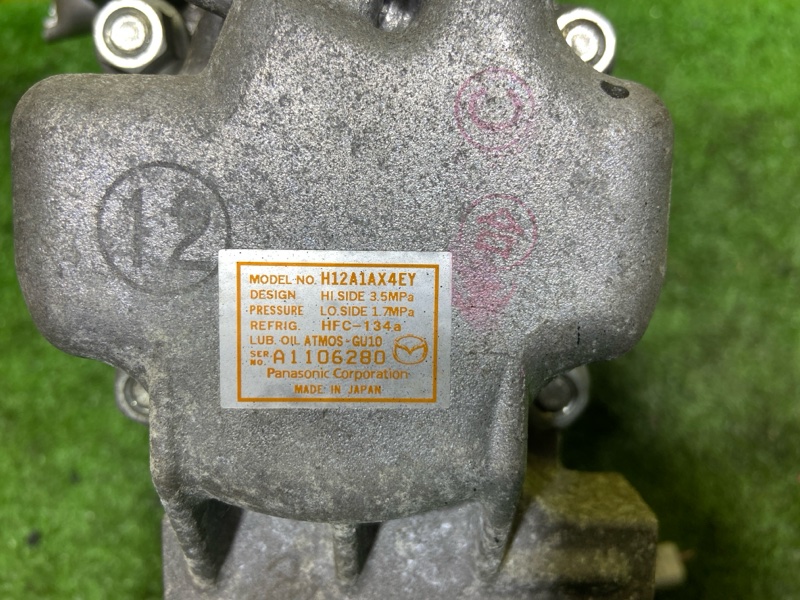 12
MODEL NO. H12A1AX4EY
DESIGN HI.SIDE 3.5MPa
PRESSURE LO.SIDE 1.7MPa
REFRIG. HFC-134a
LUB. OIL ATMOS-GU10
SER. NO. A1106280
Panasonic Corporation
MADE IN JAPAN